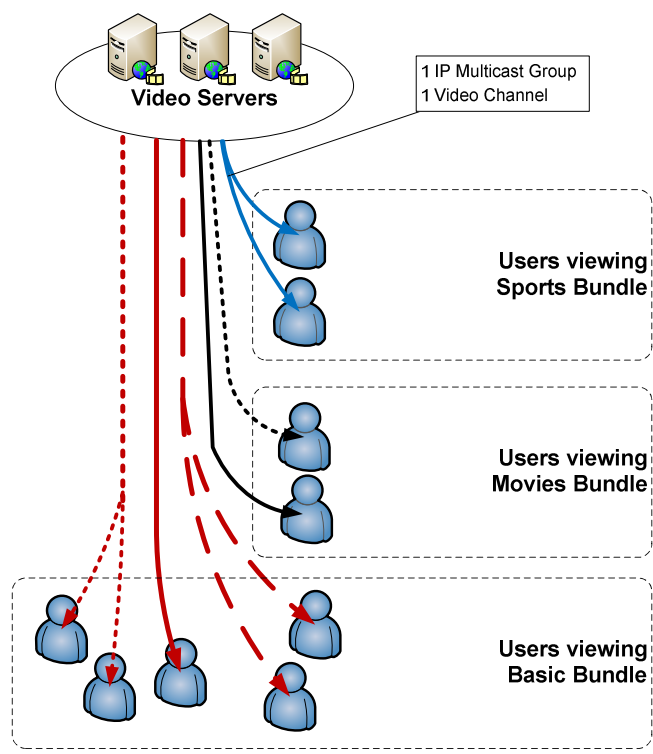 Video Servers
1 IP Multicast Group
1 Video Channel
Users viewing
Sports Bundle
Users viewing
Movies Bundle
Users viewing
Basic Bundle